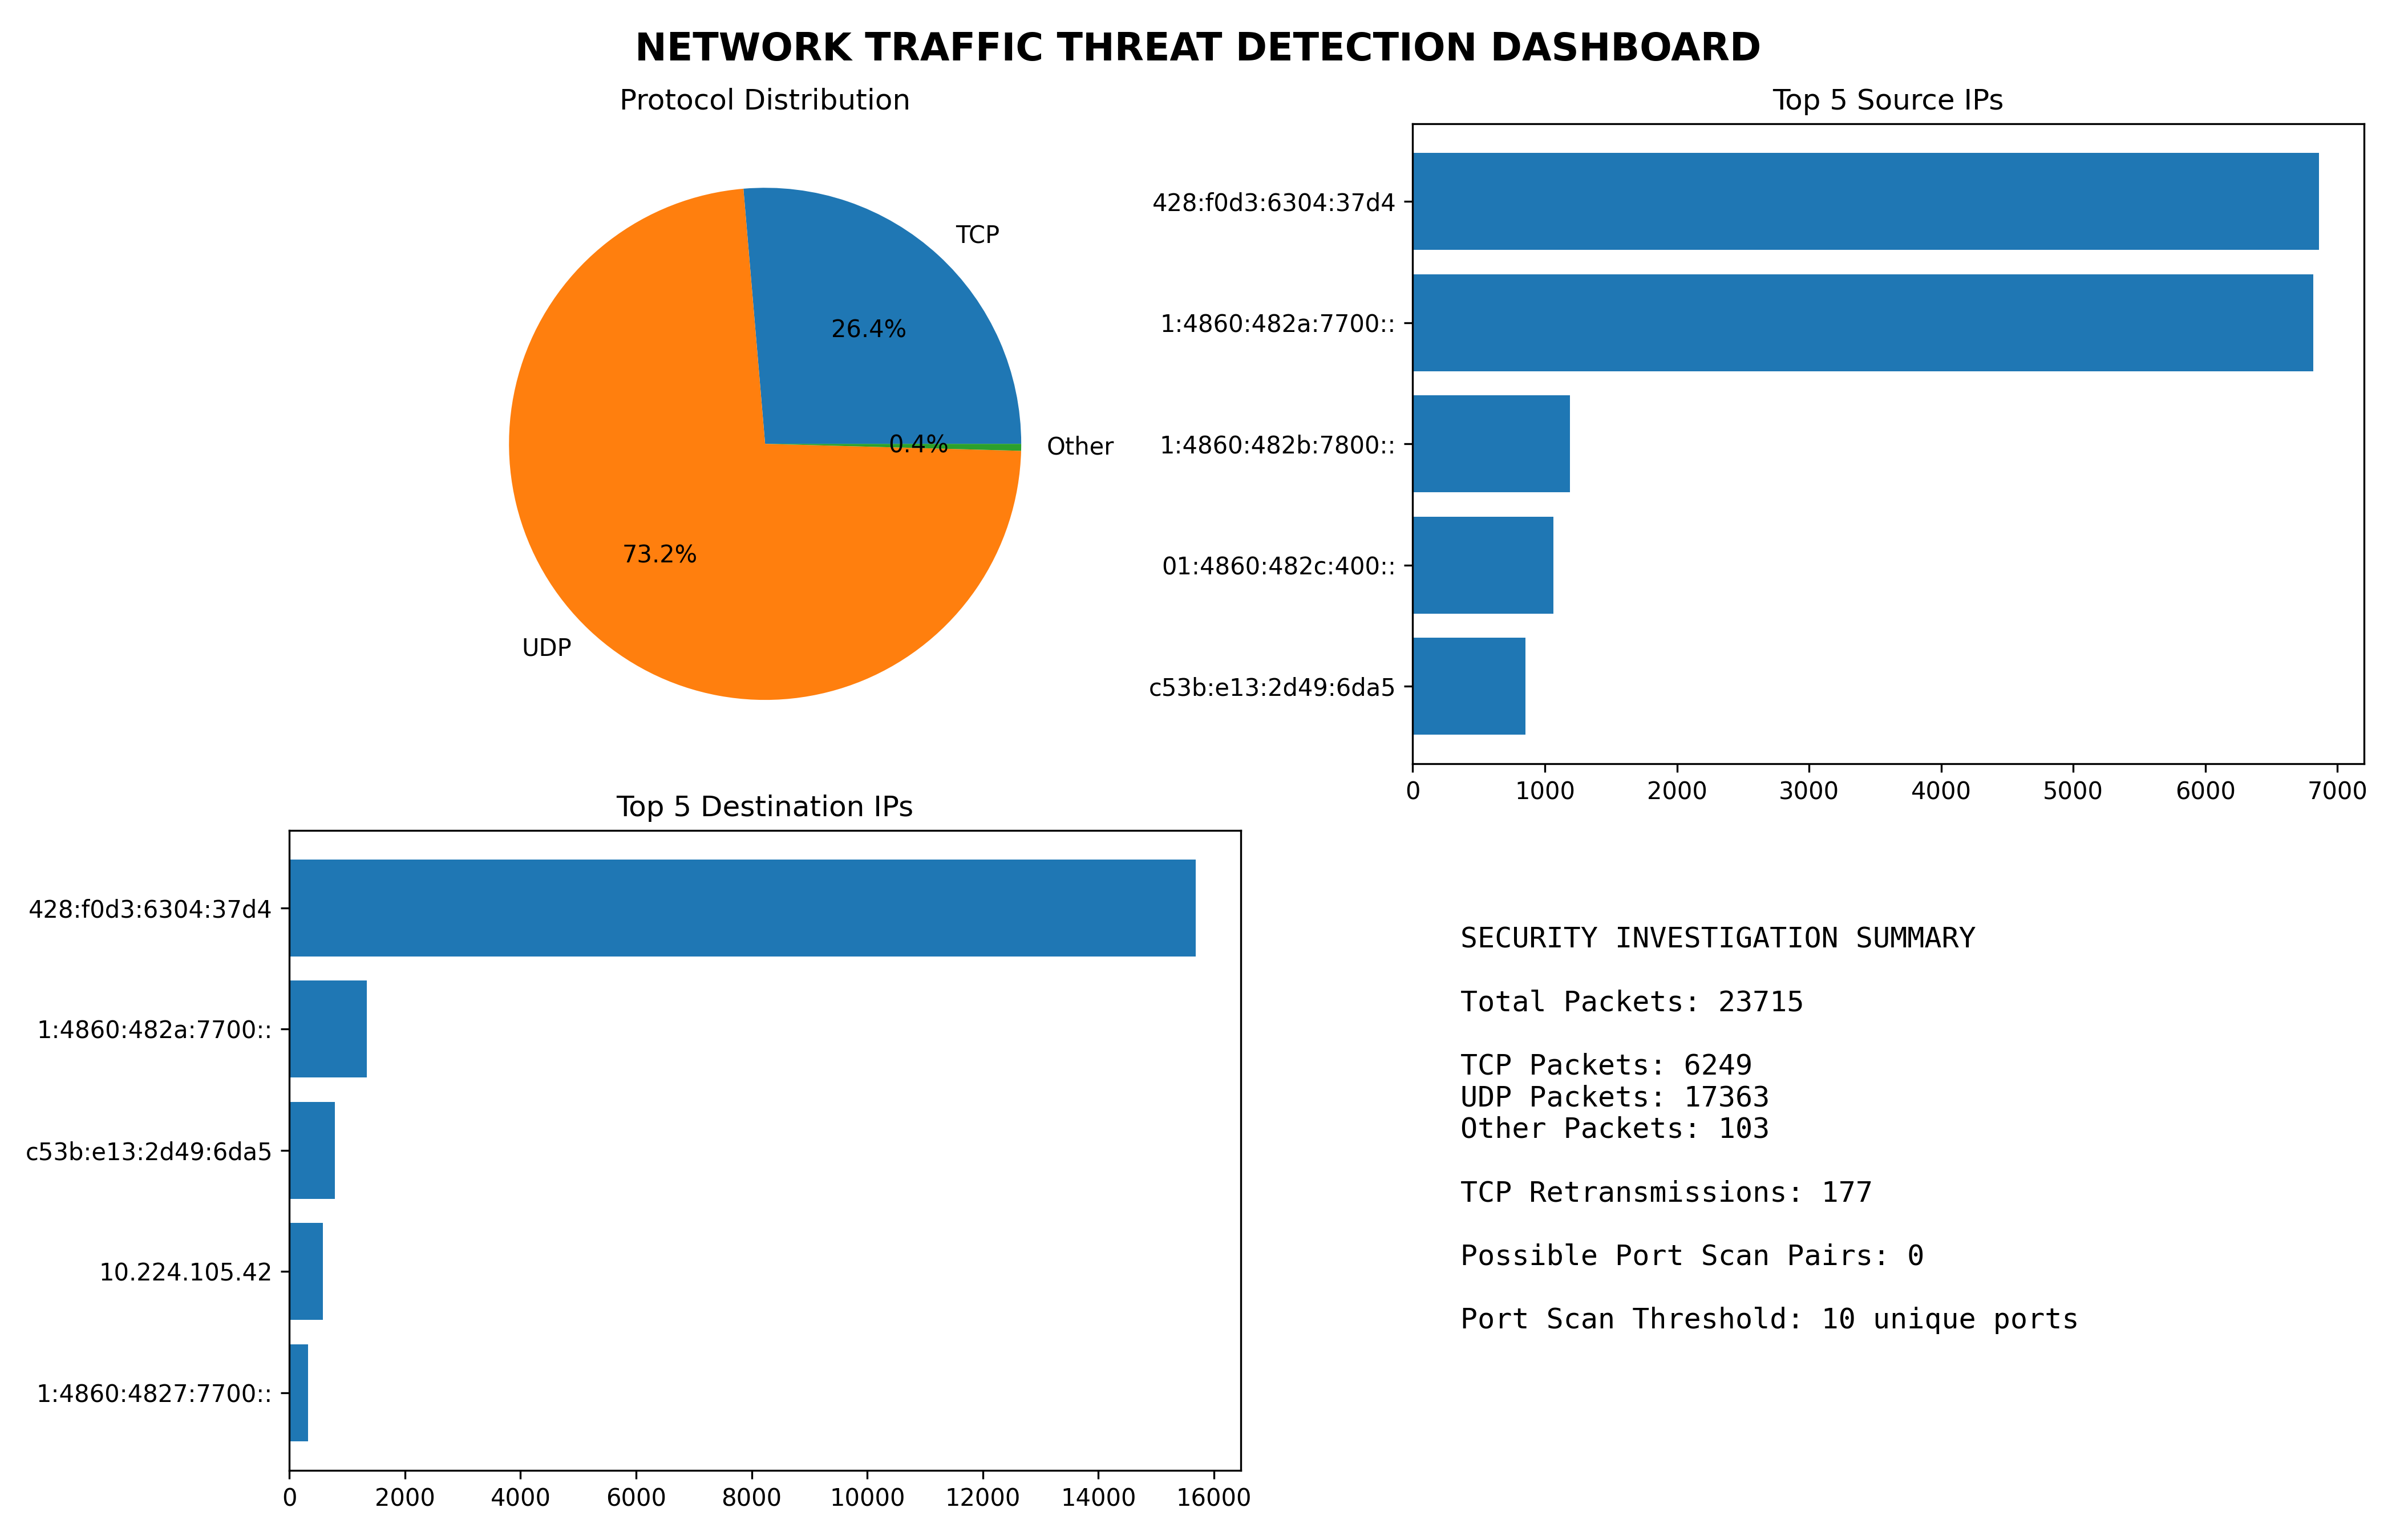 NETWORK TRAFFIC THREAT DETECTION DASHBOARD
Protocol Distribution
TCP
26.4%
0.4%
Other
73.2%
UDP
Top 5 Source IPs
428:f0d3:6304:37d4
1:4860:482a:7700::
1:4860:482b:7800::
01:4860:482c:400::
c53b:e13:2d49:6da5
0 1000 2000 3000 4000 5000 6000 7000
Top 5 Destination IPs
428:f0d3:6304:37d4
1:4860:482a:7700::
c53b:e13:2d49:6da5
10.224.105.42
1:4860:4827:7700::
0 2000 4000 6000 8000 10000 12000 14000 16000
SECURITY INVESTIGATION SUMMARY
Total Packets: 23715
TCP Packets: 6249
UDP Packets: 17363
Other Packets: 103
TCP Retransmissions: 177
Possible Port Scan Pairs: 0
Port Scan Threshold: 10 unique ports